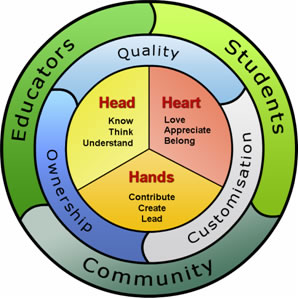 Educators
Students
Community
Quality
Ownership
Customisation
Head
Know
Think
Understand
Heart
Love
Appreciate
Belong
Hands
Contribute
Create
Lead